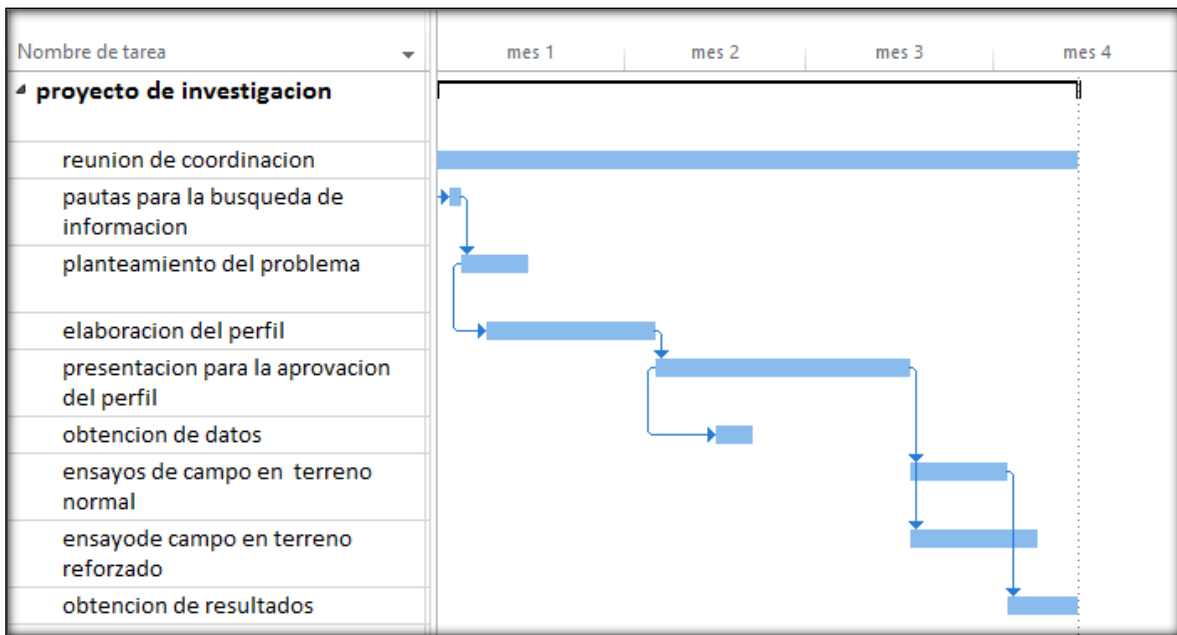 Nombre de tarea
mes 1
mes 2
mes 3
mes 4
proyecto de investigacion
reunion de coordinacion
pautas para la busqueda de
informacion
planteamiento del problema
elaboracion del perfil
presentacion para la aprovacion
del perfil
obtencion de datos
ensayos de campo en terreno
normal
ensayode campo en terreno
reforzado
obtencion de resultados